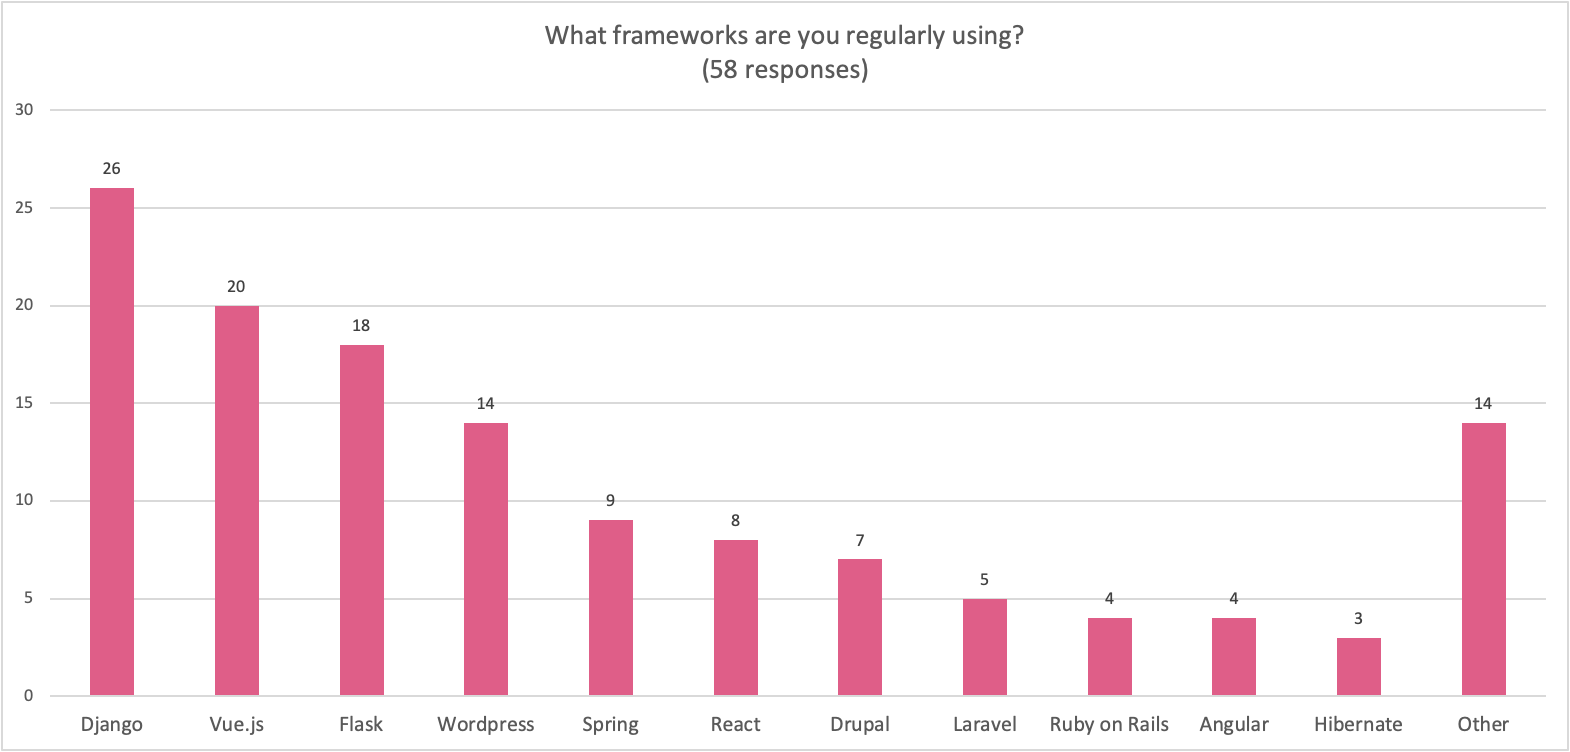 What frameworks are you regularly using?
(58 responses)
30
25
20
15
10
5
0
26
20
18
14
9
8
7
5
4
4
3
14
Django
Vue.js
Flask
Wordpress
Spring
React
Drupal
Laravel
Ruby on Rails
Angular
Hibernate
Other